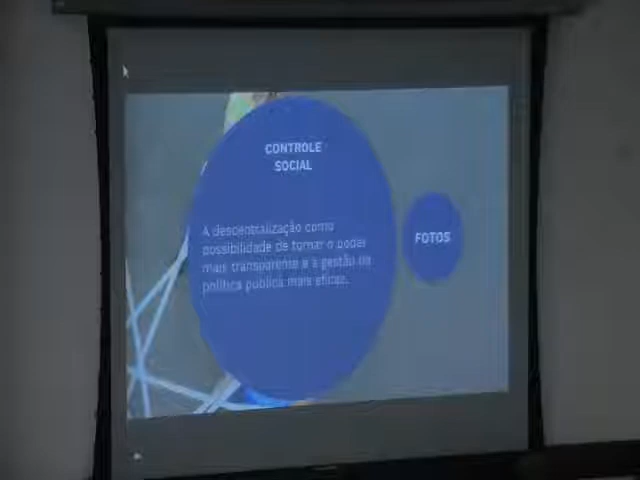 CONTROLE
SOCIAL
A descentralização como
possibilidade de tornar o poder
mais transparente e a gestão da
política pública mais eficaz.
FOTOS